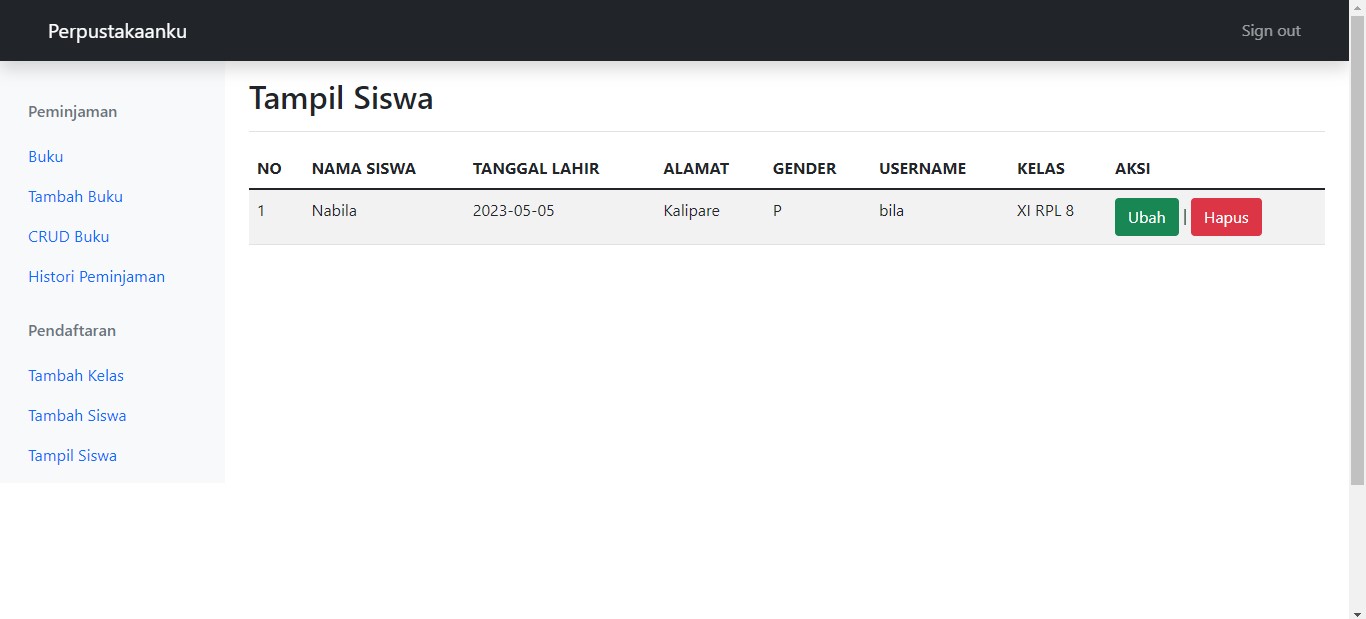 Perpustakaanku
Sign out
Peminjaman
Buku
Tambah Buku
CRUD Buku
Histori Peminjaman
Pendaftaran
Tambah Kelas
Tambah Siswa
Tampil Siswa
Tampil Siswa
NO NAMA SISWA TANGGAL LAHIR ALAMAT GENDER USERNAME KELAS AKSI
1 Nabila 2023-05-05 Kalipare P bila XI RPL 8 Ubah | Hapus